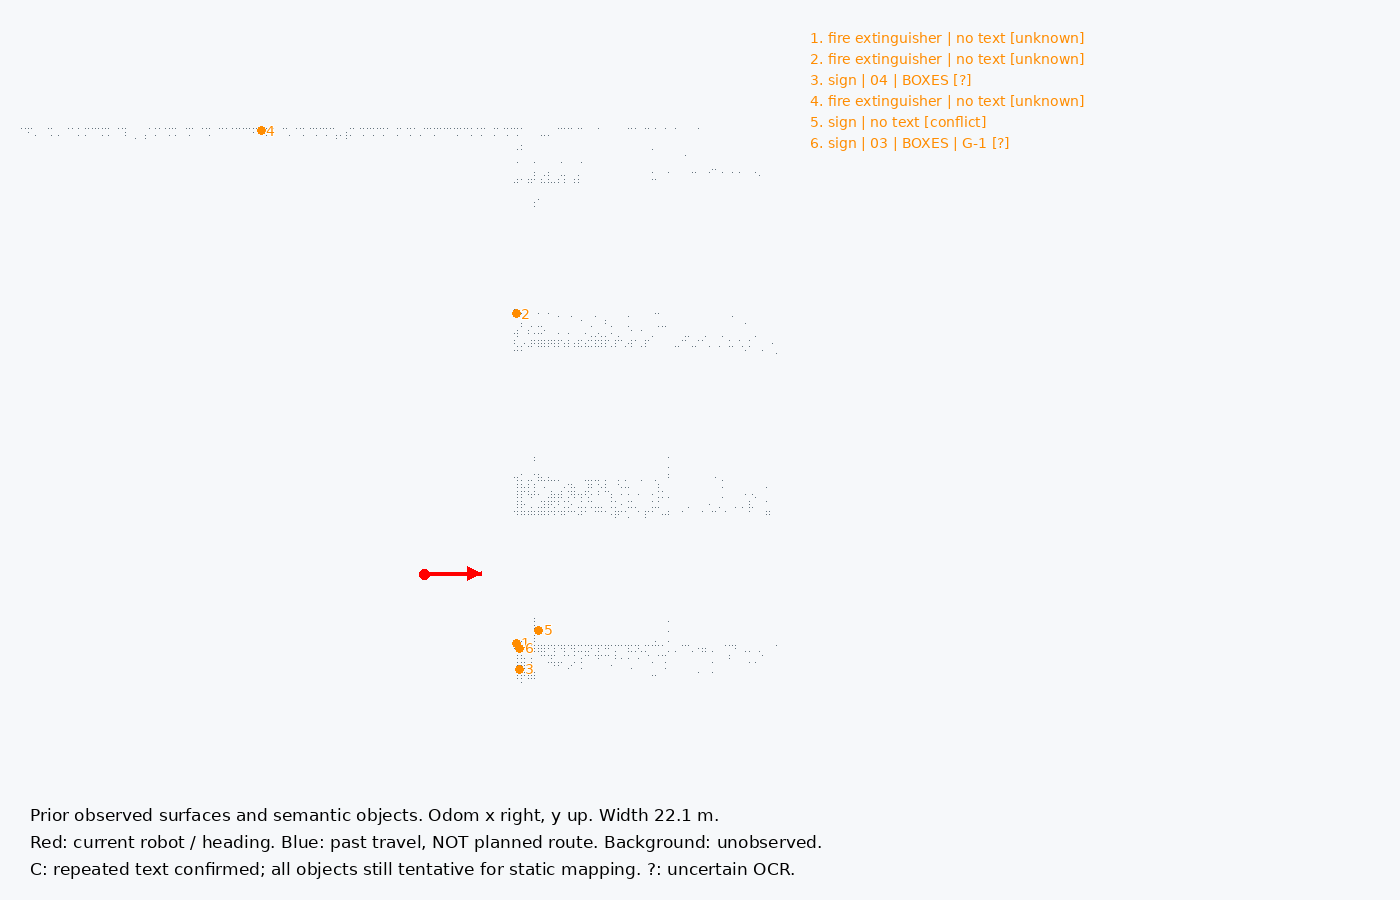 1. fire extinguisher | no text [unknown]
2. fire extinguisher | no text [unknown]
3. sign | 04 | BOXES [?]
4. fire extinguisher | no text [unknown]
5. sign | no text [conflict]
6. sign | 03 | BOXES | G-1 [?]
4
2
5
1
6
3
Prior observed surfaces and semantic objects. Odom x right, y up. Width 22.1 m.
Red: current robot / heading. Blue: past travel, NOT planned route. Background: unobserved.
C: repeated text confirmed; all objects still tentative for static mapping. ?: uncertain OCR.